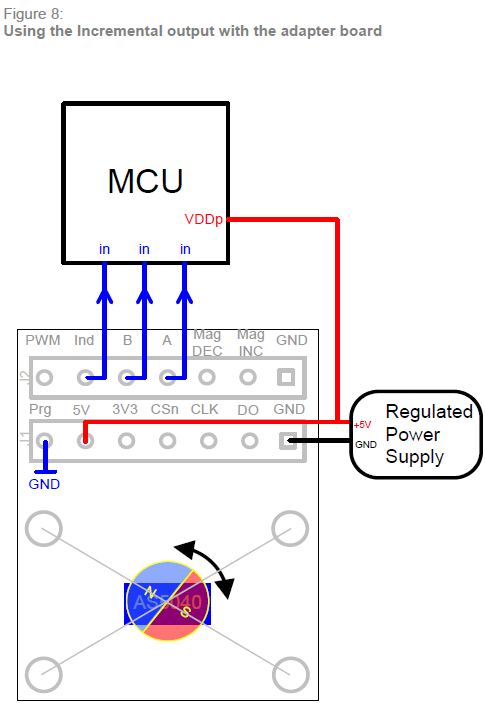 Figure 8:
Using the Incremental output with the adapter board
MCU
VDDp
in in in
PWM Ind B A Mag DEC Mag INC GND
J2
Prg 5V 3V3 CSn CLK DO GND
J1
GND
+5V
GND
Regulated
Power
Supply
AS5040
N
S